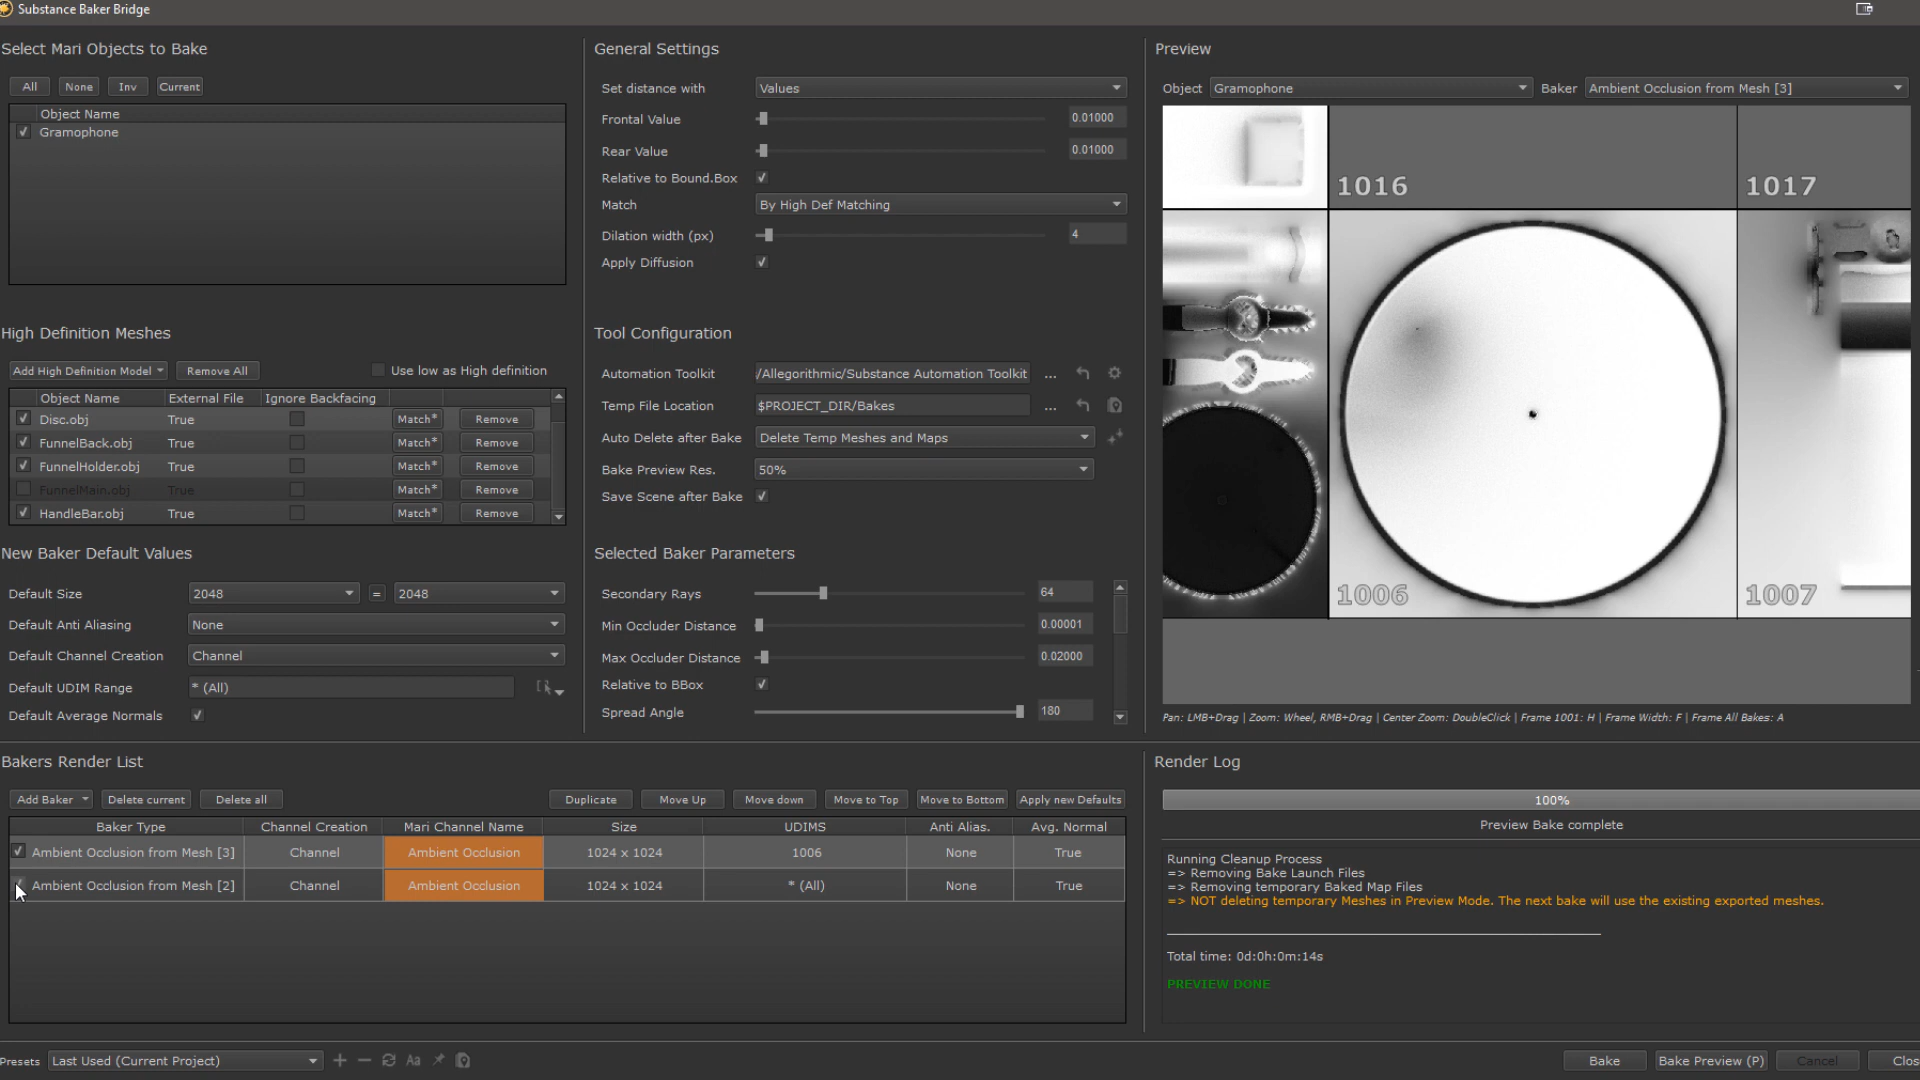 Substance Baker Bridge
Select Mari Objects to Bake
All None Inv Current
Object Name
Gramophone
High Definition Meshes
Add High Definition Model Remove All Use low as High definition
Object Name External File Ignore Backfacing
Disc.obj True Match* Remove
FunnelBack.obj True Match* Remove
FunnelHolder.obj True Match* Remove
FunnelMain.obj True Match* Remove
HandleBar.obj True Match* Remove
New Baker Default Values
Default Size 2048 = 2048
Default Anti Aliasing None
Default Channel Creation Channel
Default UDIM Range * (All)
Default Average Normals
General Settings
Set distance with Values
Frontal Value 0.01000
Rear Value 0.01000
Relative to Bound.Box
Match By High Def Matching
Dilation width (px) 4
Apply Diffusion
Tool Configuration
Automation Toolkit /Allegorithmic/Substance Automation Toolkit ...
Temp File Location $PROJECT_DIR/Bakes ...
Auto Delete after Bake Delete Temp Meshes and Maps
Bake Preview Res. 50%
Save Scene after Bake
Selected Baker Parameters
Secondary Rays 64
Min Occluder Distance 0.00001
Max Occluder Distance 0.02000
Relative to BBox
Spread Angle 180
Preview
Object Gramophone Baker Ambient Occlusion from Mesh [3]
1016 1017
1006 1007
Pan: LMB+Drag | Zoom: Wheel, RMB+Drag | Center Zoom: DoubleClick | Frame 1001: H | Frame Width: F | Frame All Bakes: A
Bakers Render List
Add Baker Delete current Delete all Duplicate Move Up Move down Move to Top Move to Bottom Apply new Defaults
Baker Type Channel Creation Mari Channel Name Size UDIMS Anti Alias. Avg. Normal
Ambient Occlusion from Mesh [3] Channel Ambient Occlusion 1024 x 1024 1006 None True
Ambient Occlusion from Mesh [2] Channel Ambient Occlusion 1024 x 1024 * (All) None True
Render Log
100%
Preview Bake complete
Running Cleanup Process
=> Removing Bake Launch Files
=> Removing temporary Baked Map Files
=> NOT deleting temporary Meshes in Preview Mode. The next bake will use the existing exported meshes.
Total time: 0d:0h:0m:14s
PREVIEW DONE
Presets Last Used (Current Project) Aa
Bake Bake Preview (P) Cancel Clos